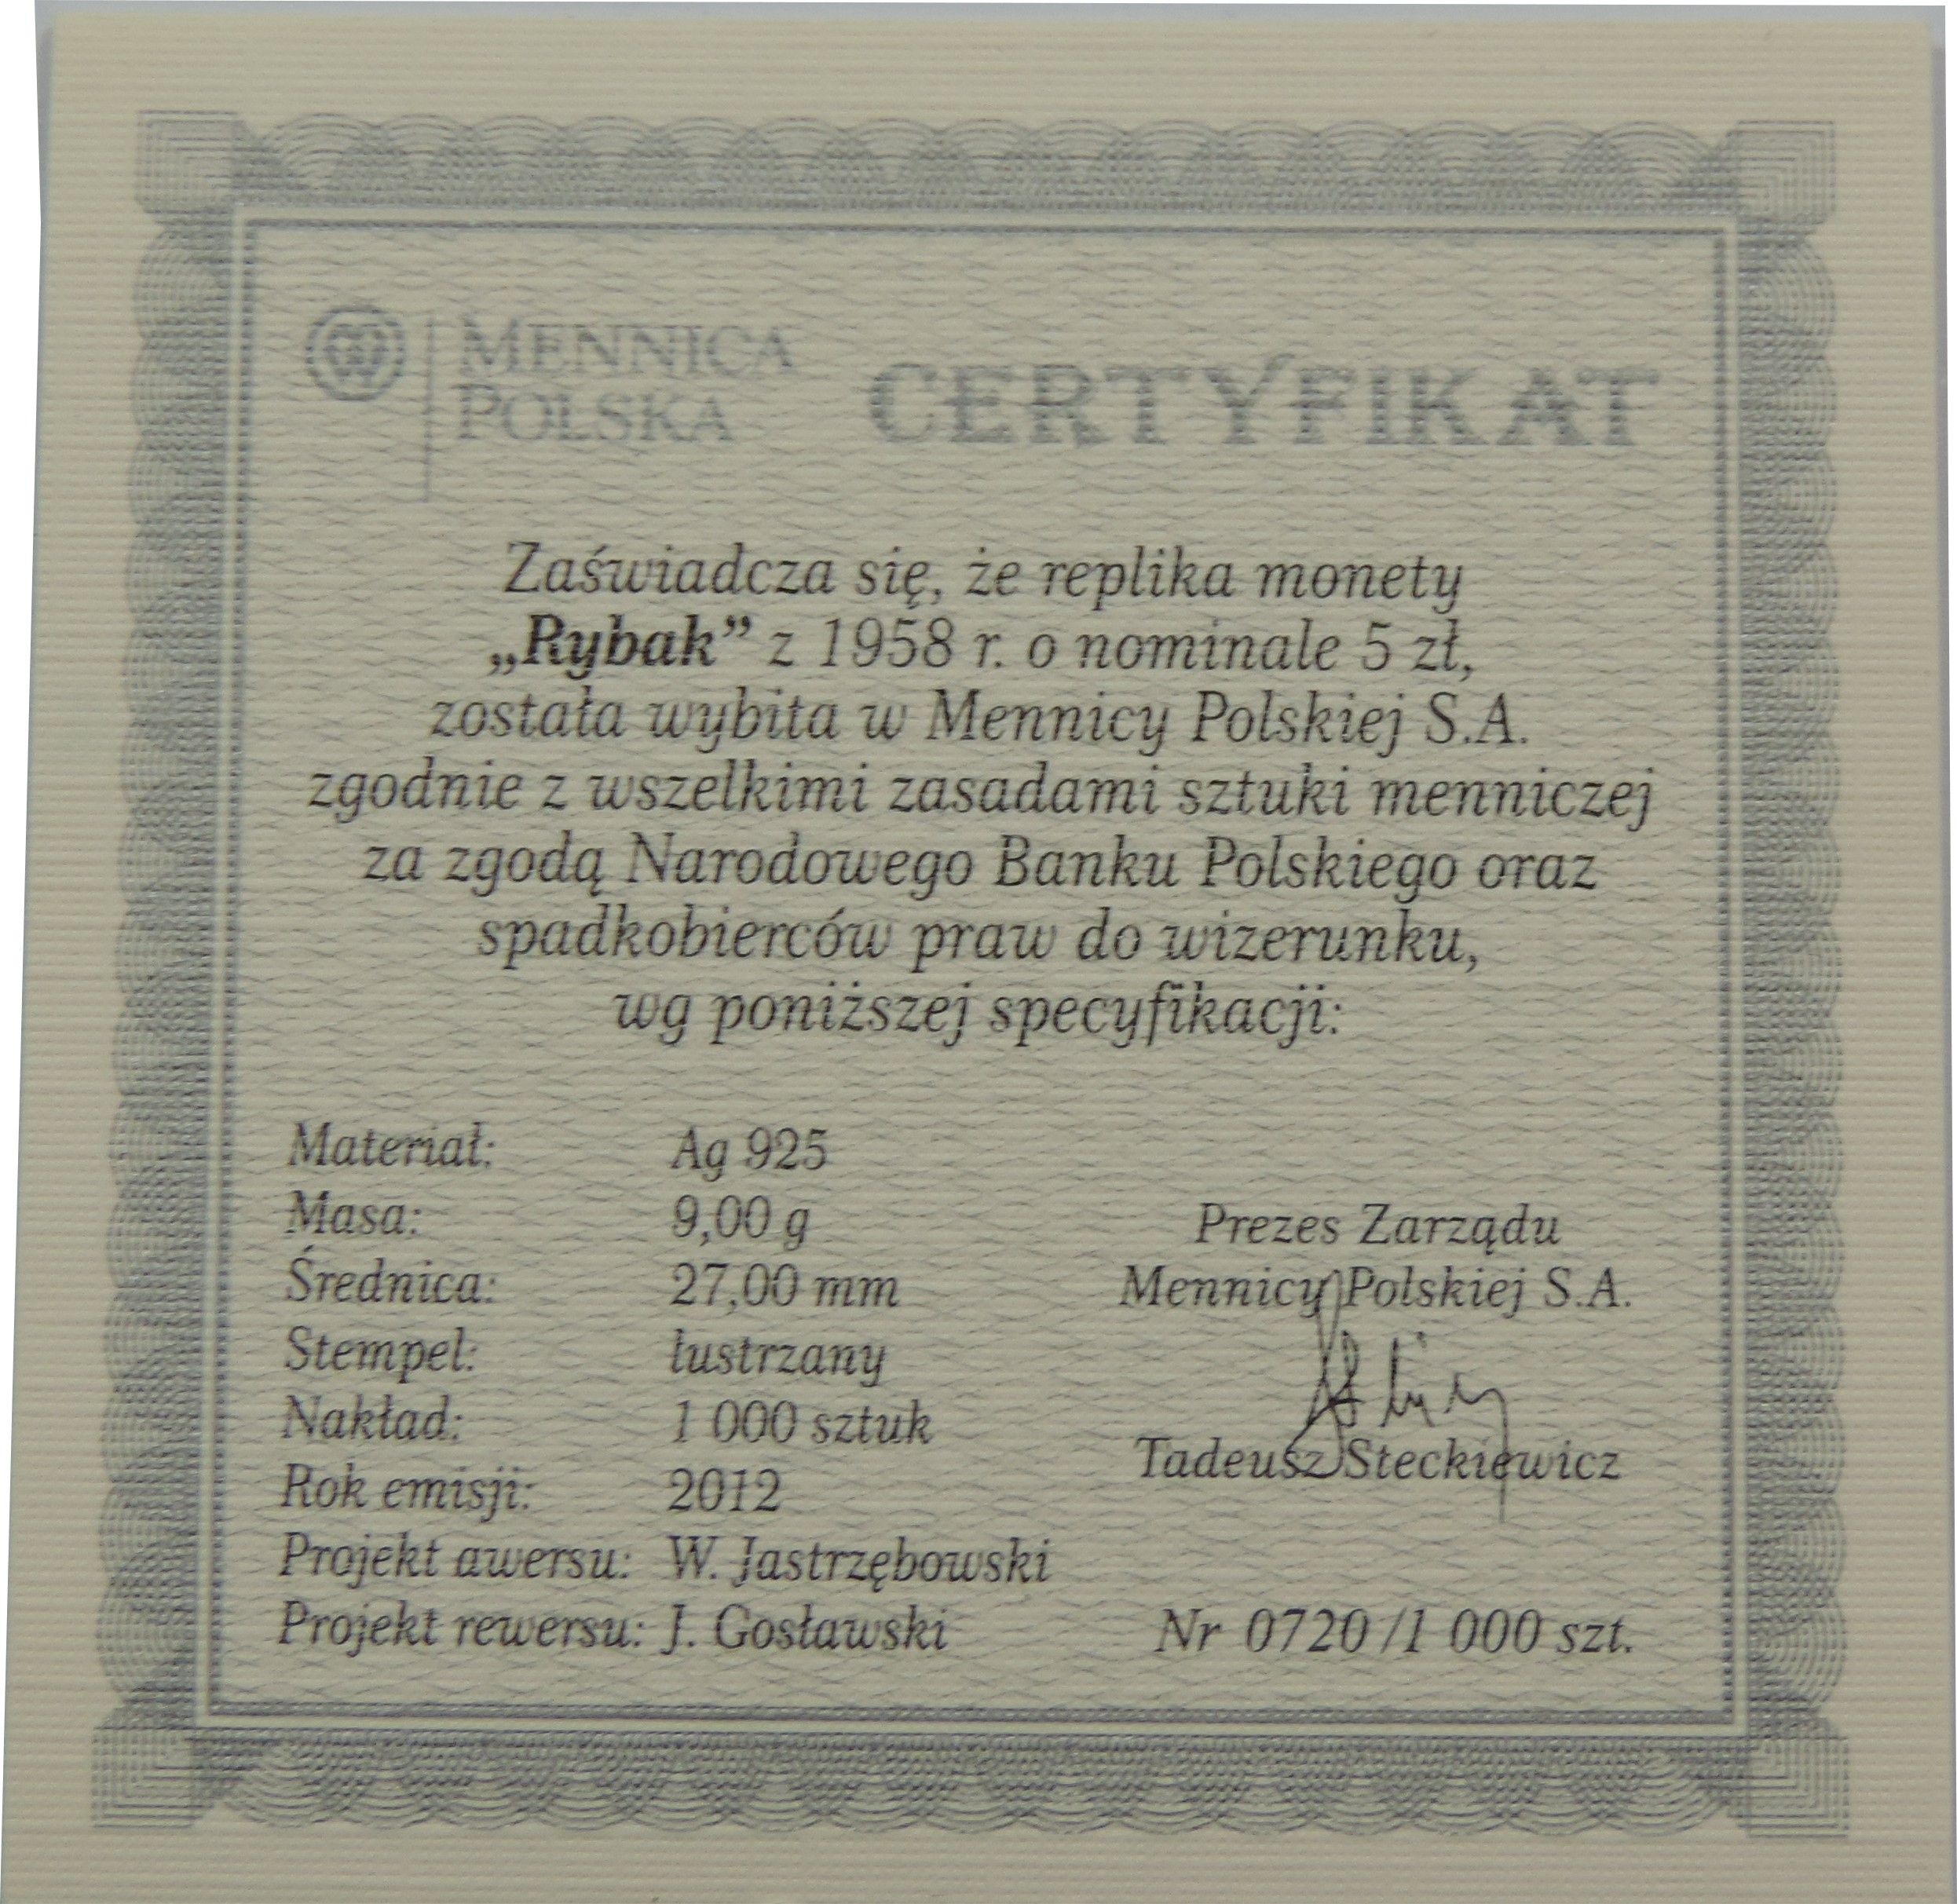 MENNICA
POLSKA
CERTYFIKAT
Zaświadcza się, że replika monety
„Rybak” z 1958 r. o nominale 5 zł,
została wybita w Mennicy Polskiej S.A.
zgodnie z wszelkimi zasadami sztuki menniczej
za zgodą Narodowego Banku Polskiego oraz
spadkobierców praw do wizerunku,
wg poniższej specyfikacji:
Materiał: Ag 925
Masa: 9,00 g
Średnica: 27,00 mm
Stempel: lustrzany
Nakład: 1 000 sztuk
Rok emisji: 2012
Projekt awersu: W. Jastrzębowski
Projekt rewersu: J. Gosławski
Prezes Zarządu
Mennicy Polskiej S.A.
Tadeusz Steckiewicz
Nr 0720 /1 000 szt.